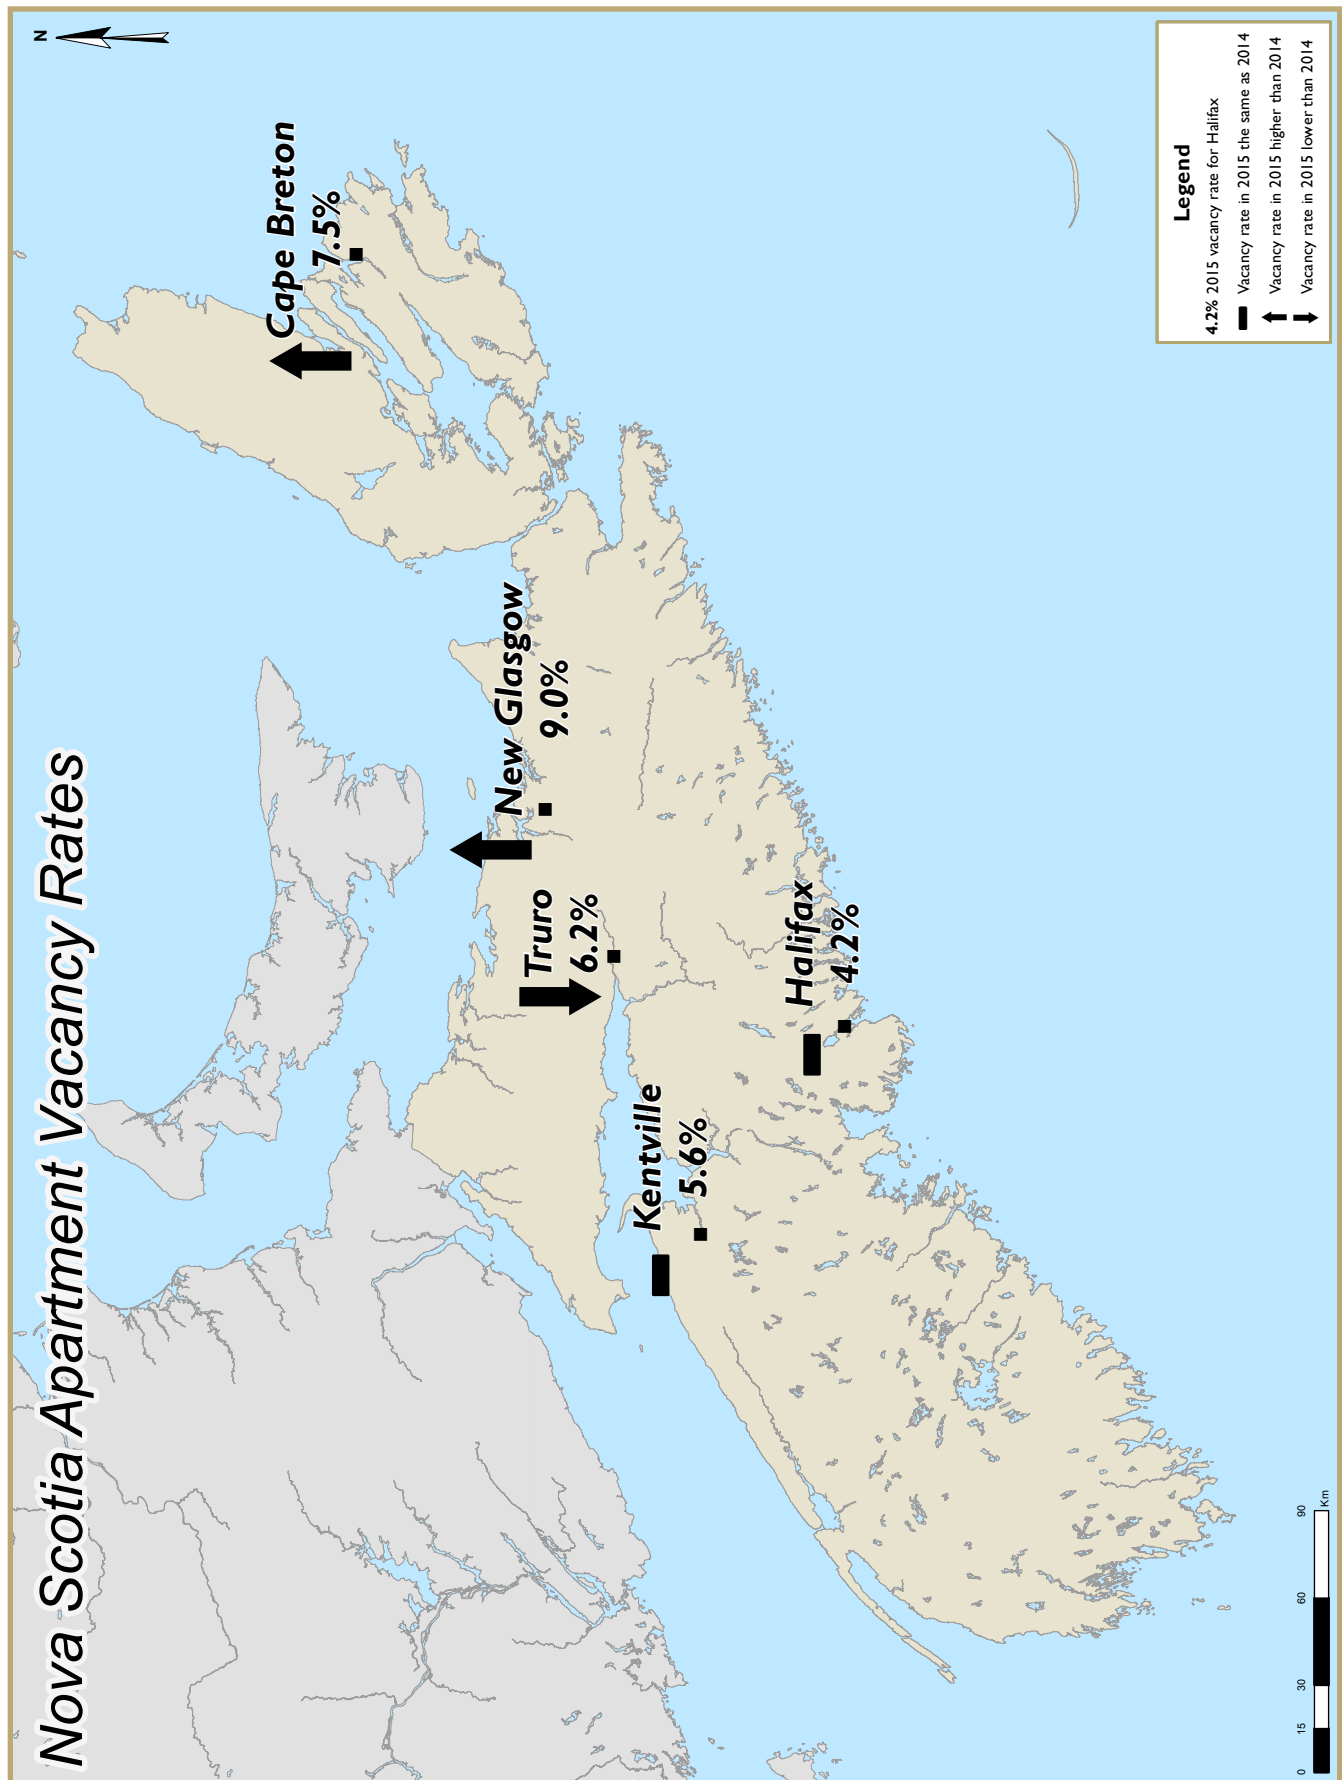 Nova Scotia Apartment Vacancy Rates
N
Cape Breton
7.5%
New Glasgow
9.0%
Truro
6.2%
Halifax
4.2%
Kentville
5.6%
Legend
4.2% 2015 vacancy rate for Halifax
Vacancy rate in 2015 the same as 2014
Vacancy rate in 2015 higher than 2014
Vacancy rate in 2015 lower than 2014
0 15 30 60 90
Km